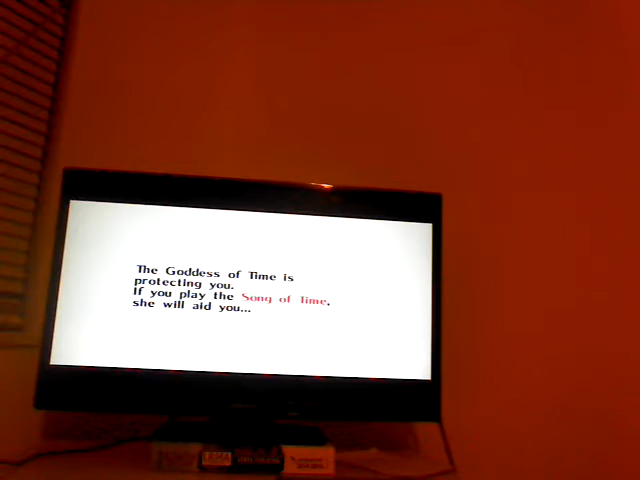 The Goddess of Time is
protecting you.
If you play the Song of Time,
she will aid you...